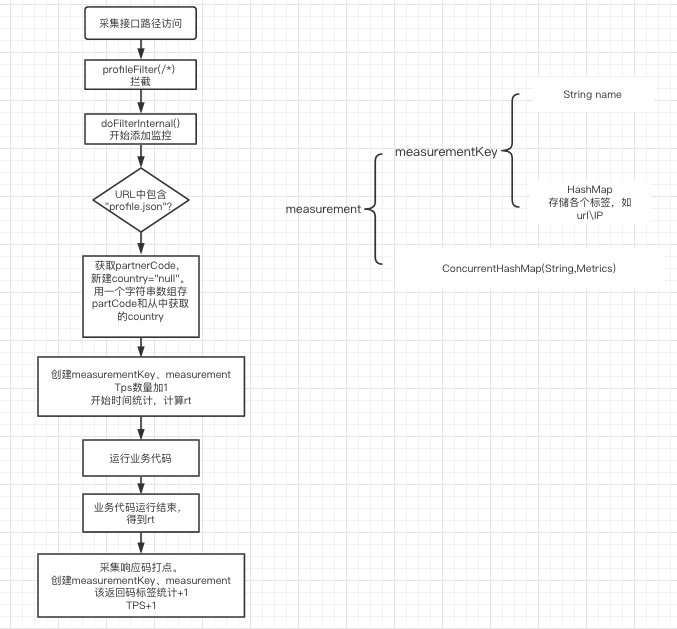 采集接口路径访问
profileFilter(/*)
拦截
doFilterInternal()
开始添加监控
URL中包含
“profile.json”?
获取partnerCode，
新建country="null"。
用一个字符串数组存
partCode和从中获取
的country
创建measurementKey、measurement
Tps数量加1
开始时间统计，计算rt
运行业务代码
业务代码运行结束，
得到rt
采集响应码打点。
创建measurementKey、measurement
该返回码标签统计+1
TPS+1
measurement
measurementKey
String name
HashMap
存储各个标签，如
url\IP
ConcurrentHashMap(String,Metrics)